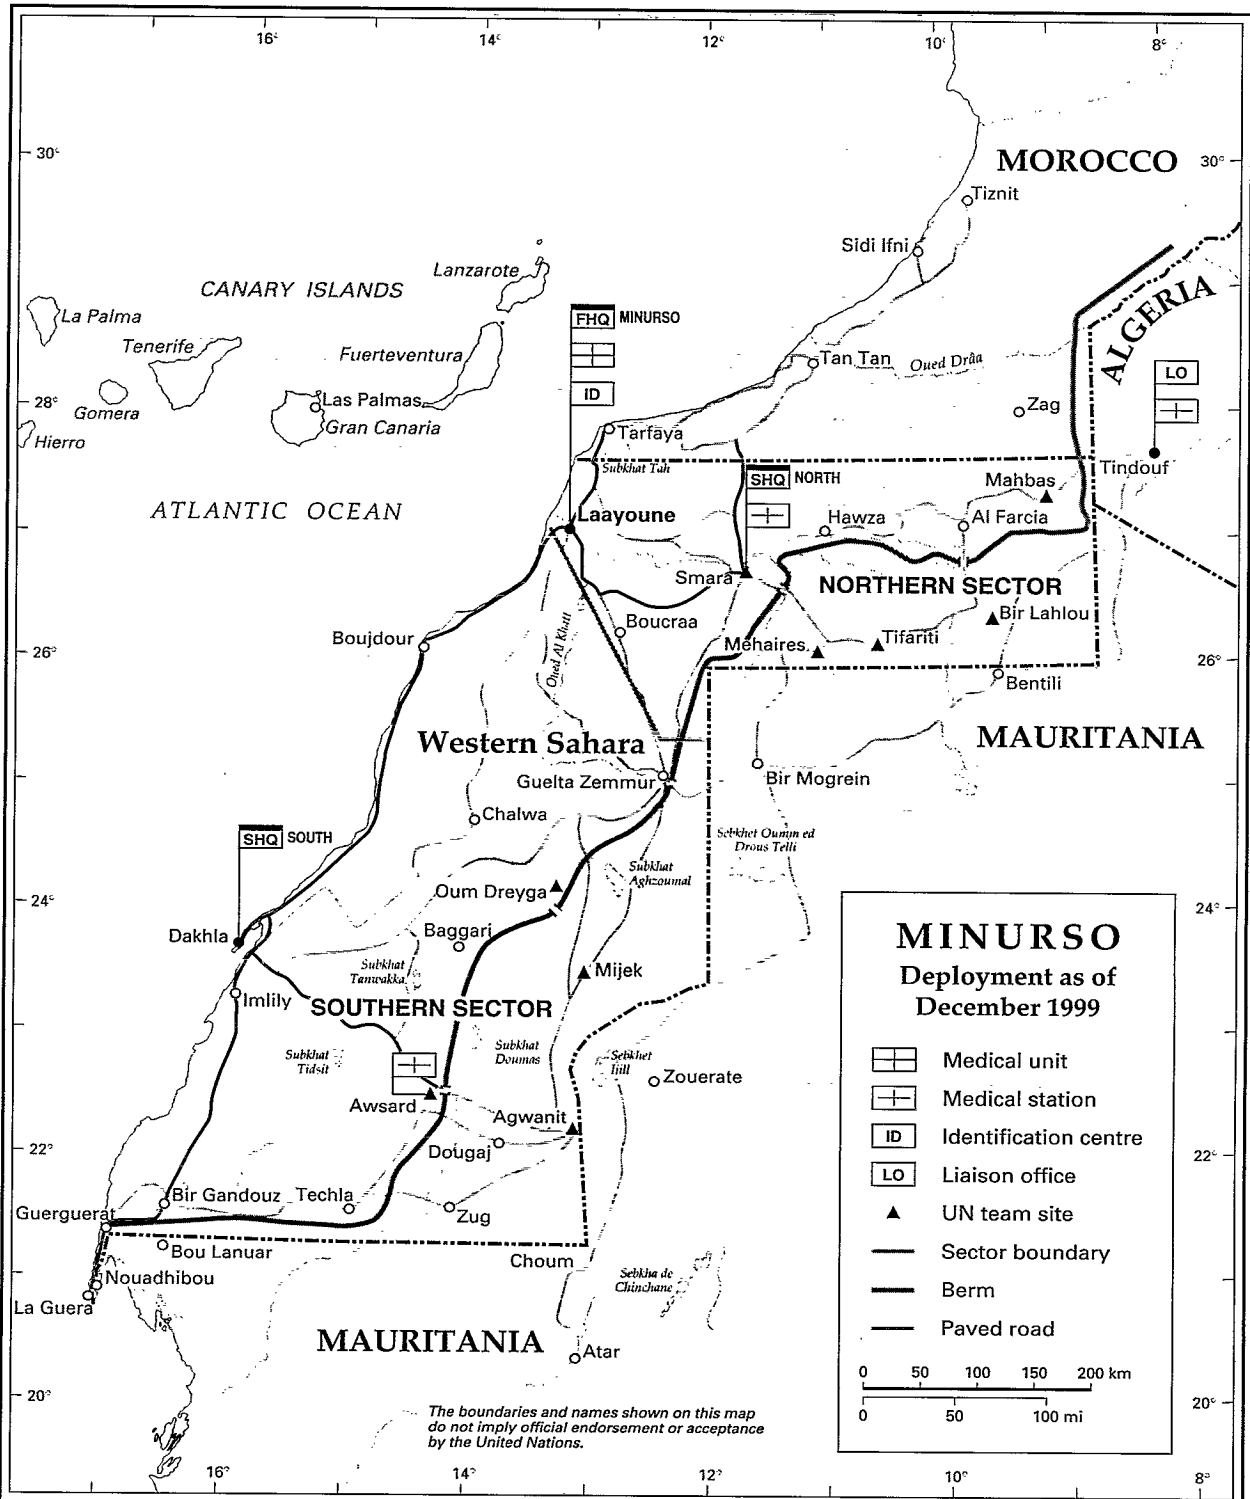 16°
14°
12°
10°
8°
30°
MOROCCO
30°
Tiznit
Sidi Ifni
Lanzarote
CANARY ISLANDS
ALGERIA
La Palma
FHQ MINURSO
Tenerife
Fuerteventura
Tan Tan
Oued Drâa
LO
ID
28°
Las Palmas
Zag
28°
Gomera
Gran Canaria
Hierro
Tarfaya
Subkhat Tah
Tindouf
SHQ NORTH
Mahbas
ATLANTIC OCEAN
Laayoune
Hawza
Al Farcia
Smara
NORTHERN SECTOR
Bir Lahlou
Boucraa
Boujdour
Oued Al Khatt
Mehaires
Tifariti
26°
26°
Bentili
Western Sahara
MAURITANIA
Guelta Zemmur
Bir Mogrein
Chalwa
SHQ SOUTH
Sebkhet Oumm ed
Drous Telli
Subkhat
Aghzoumal
Oum Dreyga
24°
24°
Baggari
Dakhla
Subkhat
Tanwakka
Mijek
Imlily
SOUTHERN SECTOR
Subkhat
Tidsit
Subkhat
Doumas
Sebkhet
Ijill
Zouerate
Awsard
Agwanit
22°
Dougaj
22°
Bir Gandouz
Techla
Zug
Guerguerat
Bou Lanuar
Choum
Nouadhibou
La Guera
Sebkha de
Chinchane
MAURITANIA
Atar
20°
20°
MINURSO
Deployment as of
December 1999
Medical unit
Medical station
ID Identification centre
LO Liaison office
UN team site
Sector boundary
Berm
Paved road
0 50 100 150 200 km
0 50 100 mi
The boundaries and names shown on this map
do not imply official endorsement or acceptance
by the United Nations.
16°
14°
12°
10°
8°